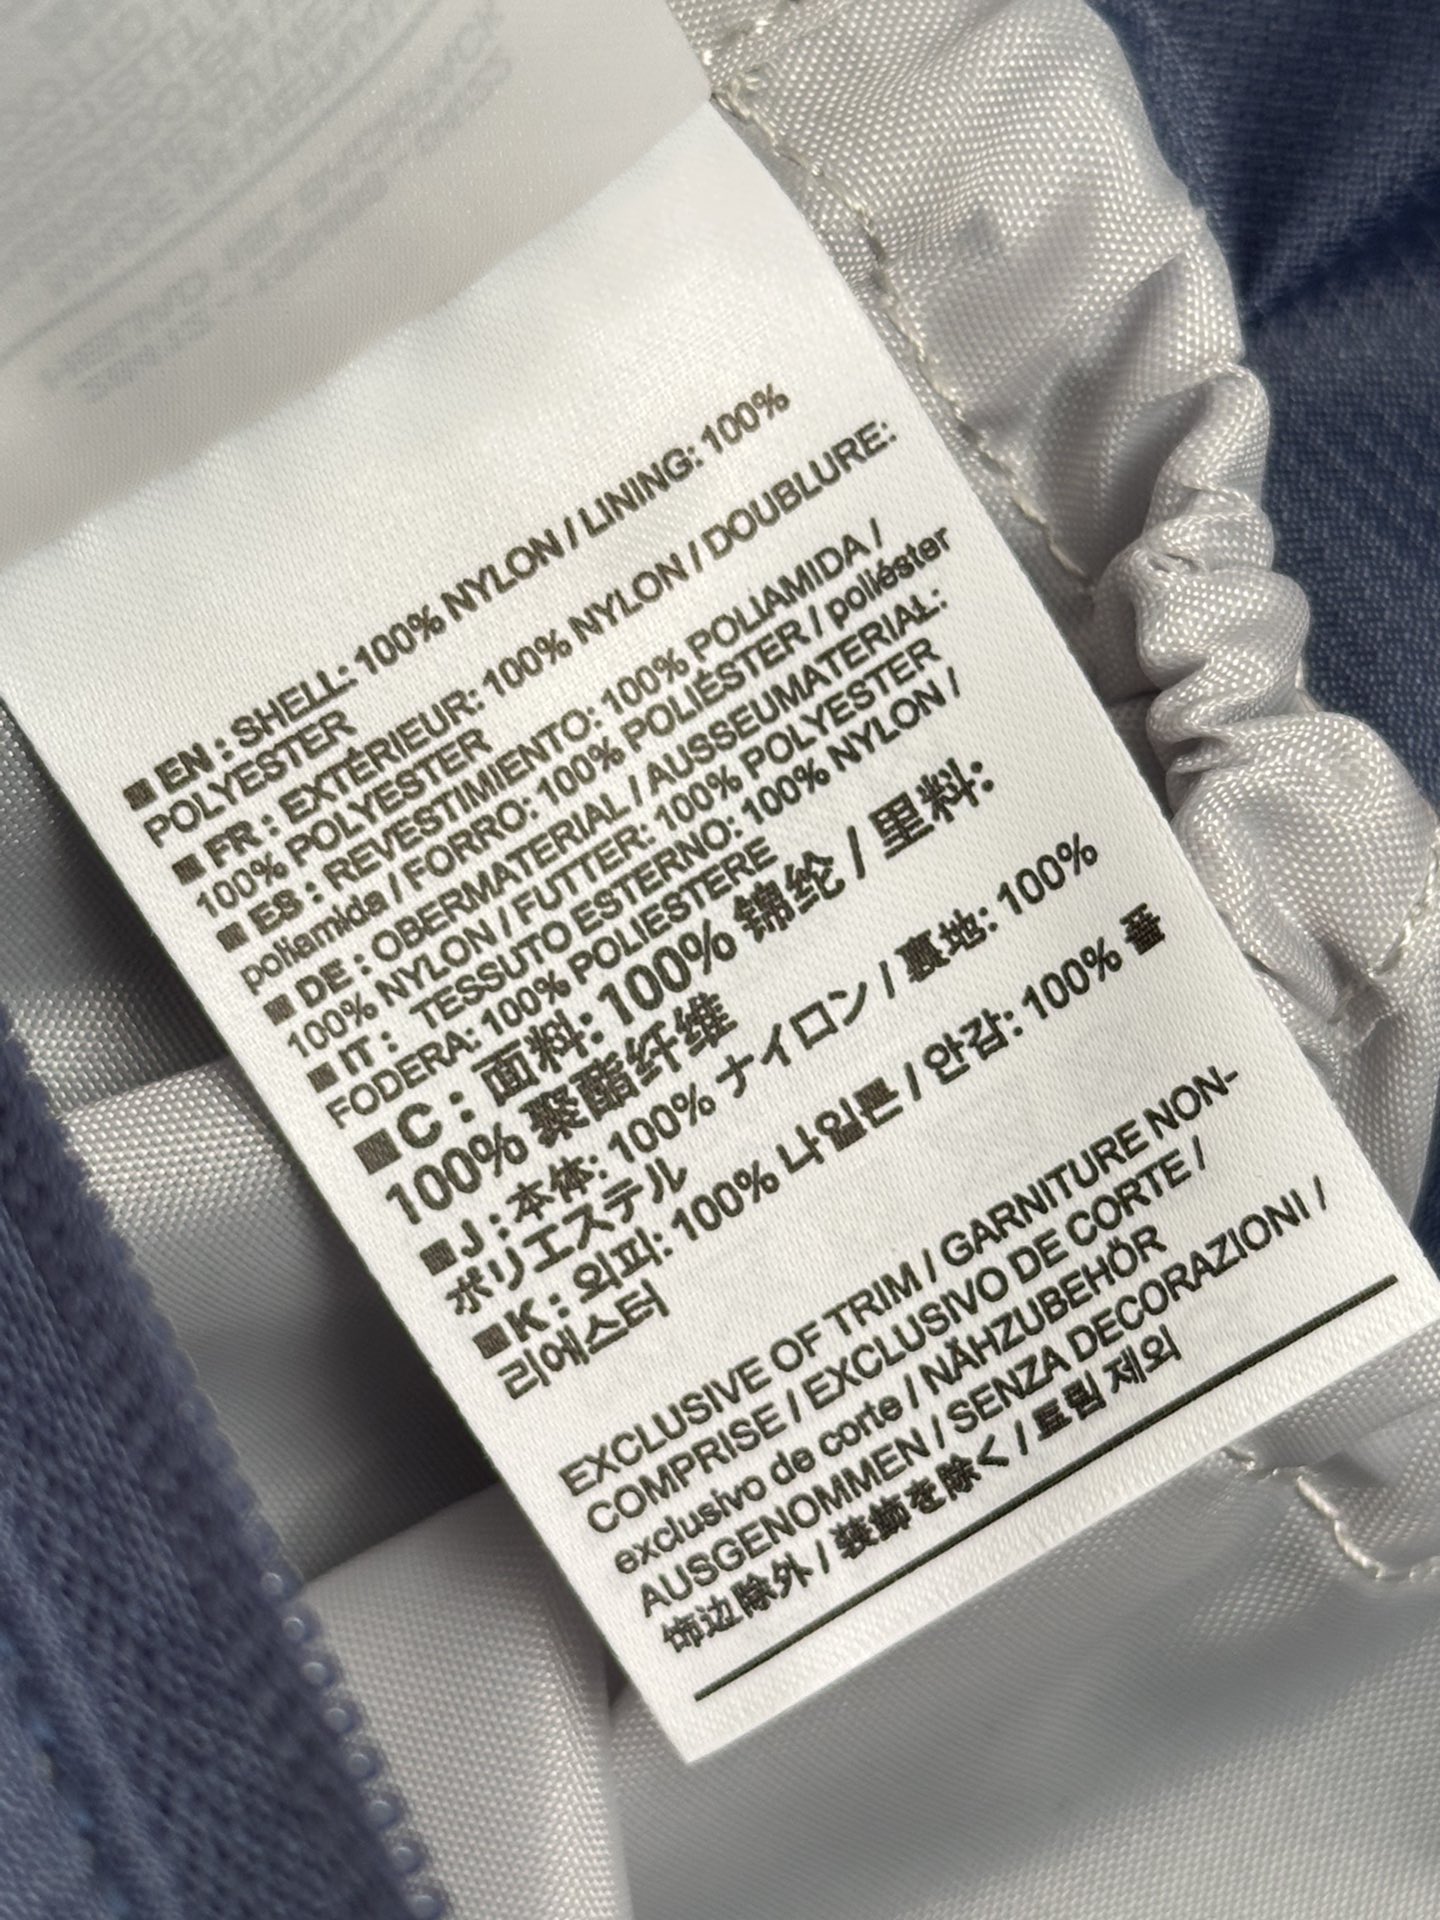 ■ EN : SHELL: 100% NYLON / LINING: 100%
POLYESTER
■ FR : EXTÉRIEUR: 100% NYLON / DOUBLURE:
100% POLYESTER
■ ES : REVESTIMIENTO: 100% POLIAMIDA /
poliamida / FORRO: 100% POLIÉSTER / poliéster
■ DE : OBERMATERIAL / AUSSEUMATERIAL:
100% NYLON / FUTTER: 100% POLYESTER
■ IT : TESSUTO ESTERNO: 100% NYLON /
FODERA: 100% POLIESTERE
■ C : 面料: 100% 锦纶 / 里料:
100% 聚酯纤维
■ J : 本体: 100% ナイロン / 裏地: 100%
ポリエステル
■ K : 외피: 100% 나일론 / 안감: 100% 폴
리에스터
EXCLUSIVE OF TRIM / GARNITURE NON-
COMPRISE / EXCLUSIVO DE CORTE /
exclusivo de corte / NÄHZUBEHÖR
AUSGENOMMEN / SENZA DECORAZIONI /
饰边除外 / 装飾を除く / 트림 제외